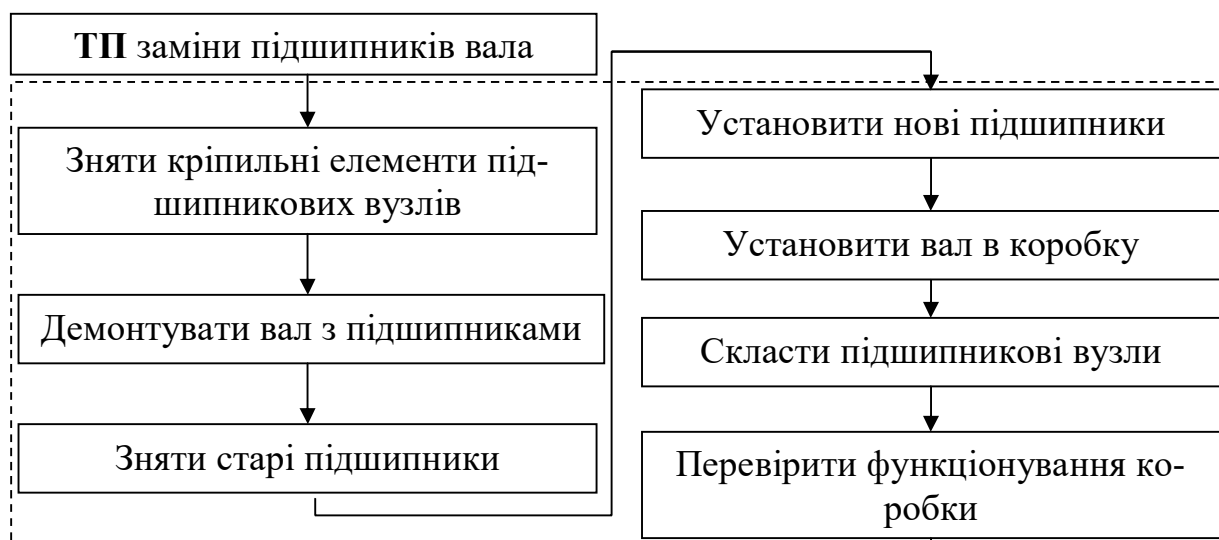 ТП заміни підшипників вала
Зняти кріпильні елементи під-
шипникових вузлів
Демонтувати вал з підшипниками
Зняти старі підшипники
Установити нові підшипники
Установити вал в коробку
Скласти підшипникові вузли
Перевірити функціонування ко-
робки